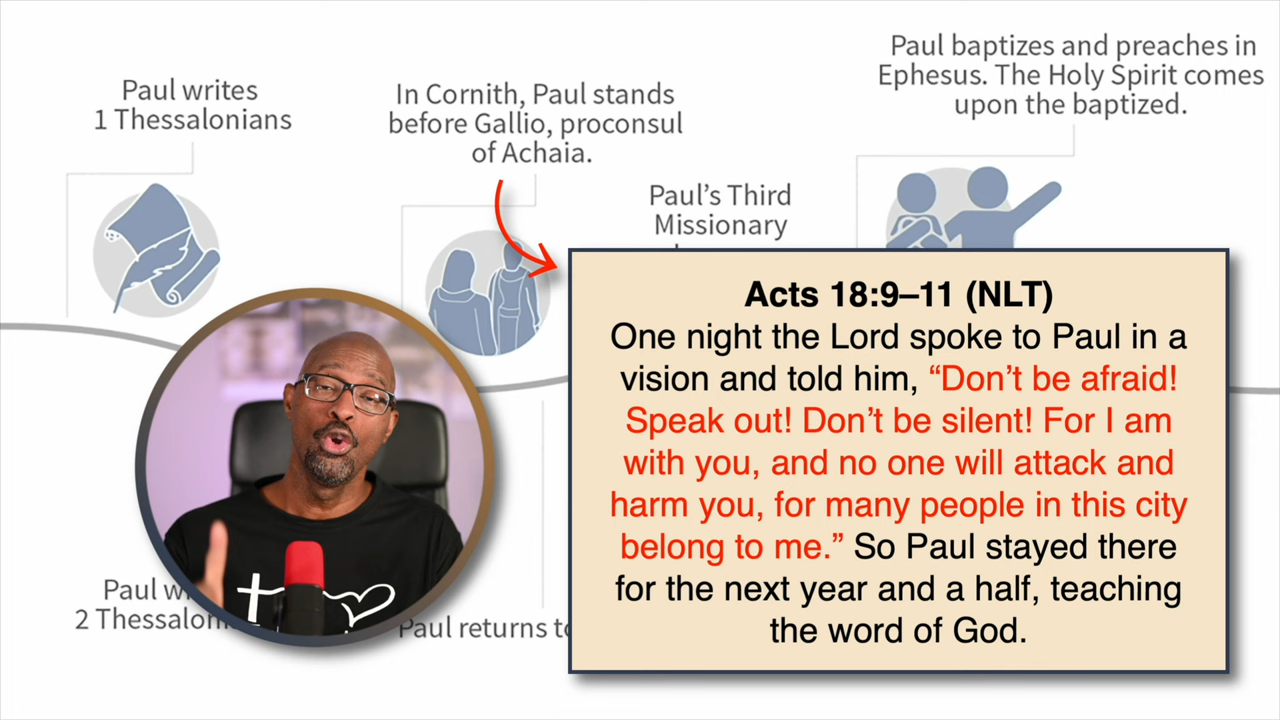 Paul writes
1 Thessalonians
In Cornith, Paul stands
before Gallio, proconsul
of Achaia.
Paul baptizes and preaches in
Ephesus. The Holy Spirit comes
upon the baptized.
Paul's Third
Missionary
Acts 18:9–11 (NLT)
One night the Lord spoke to Paul in a
vision and told him, “Don’t be afraid!
Speak out! Don’t be silent! For I am
with you, and no one will attack and
harm you, for many people in this city
belong to me.” So Paul stayed there
for the next year and a half, teaching
the word of God.
Paul
2
Paul returns